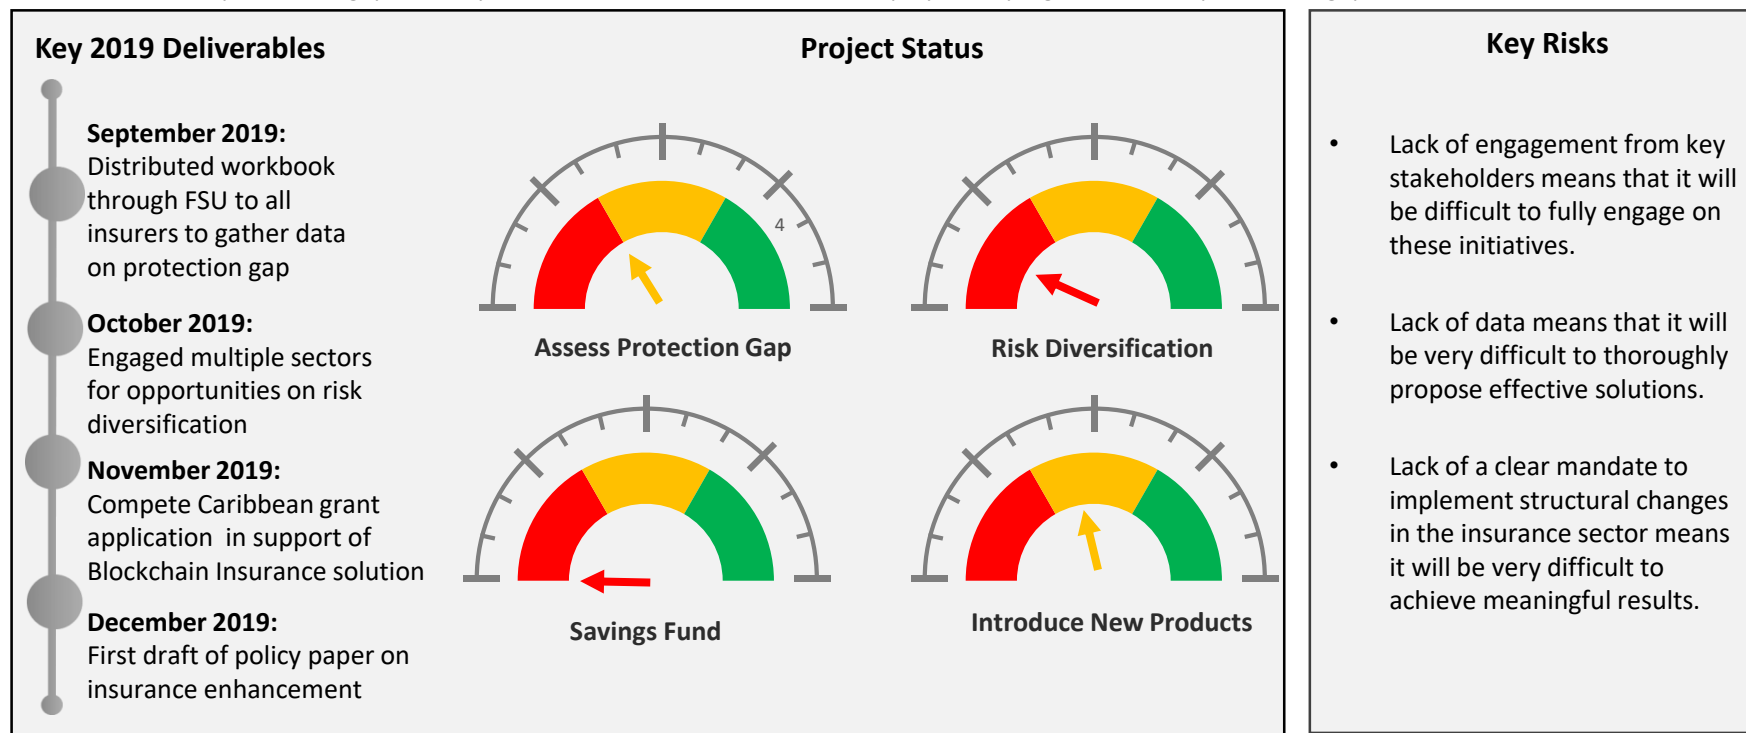 Key 2019 Deliverables
September 2019:
Distributed workbook
through FSU to all
insurers to gather data
on protection gap
October 2019:
Engaged multiple sectors
for opportunities on risk
diversification
November 2019:
Compete Caribbean grant
application in support of
Blockchain Insurance solution
December 2019:
First draft of policy paper on
insurance enhancement
Project Status
4
Assess Protection Gap
Risk Diversification
Savings Fund
Introduce New Products
Key Risks
• Lack of engagement from key
stakeholders means that it will
be difficult to fully engage on
these initiatives.
• Lack of data means that it will
be very difficult to thoroughly
propose effective solutions.
• Lack of a clear mandate to
implement structural changes
in the insurance sector means
it will be very difficult to
achieve meaningful results.